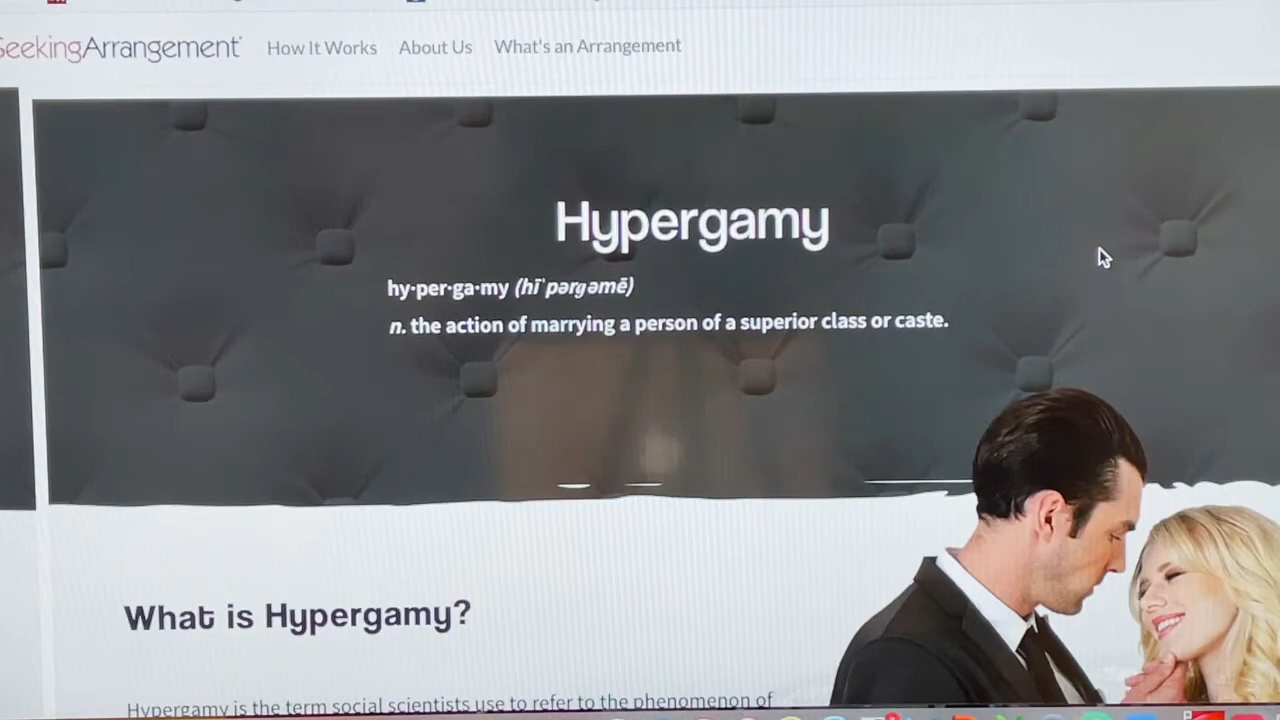 SeekingArrangement
How It Works
About Us
What's an Arrangement
Hypergamy
hy·per·ga·my (hīˈpərgəmē)
n. the action of marrying a person of a superior class or caste.
What is Hypergamy?
Hypergamy is the term social scientists use to refer to the phenomenon of